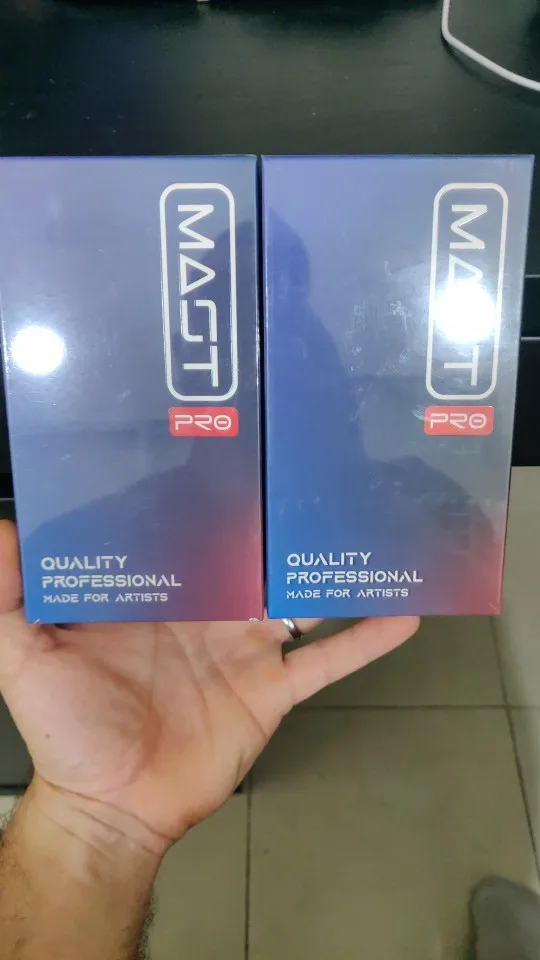 MAST
PRO
QUALITY
PROFESSIONAL
MADE FOR ARTISTS
MAST
PRO
QUALITY
PROFESSIONAL
MADE FOR ARTISTS